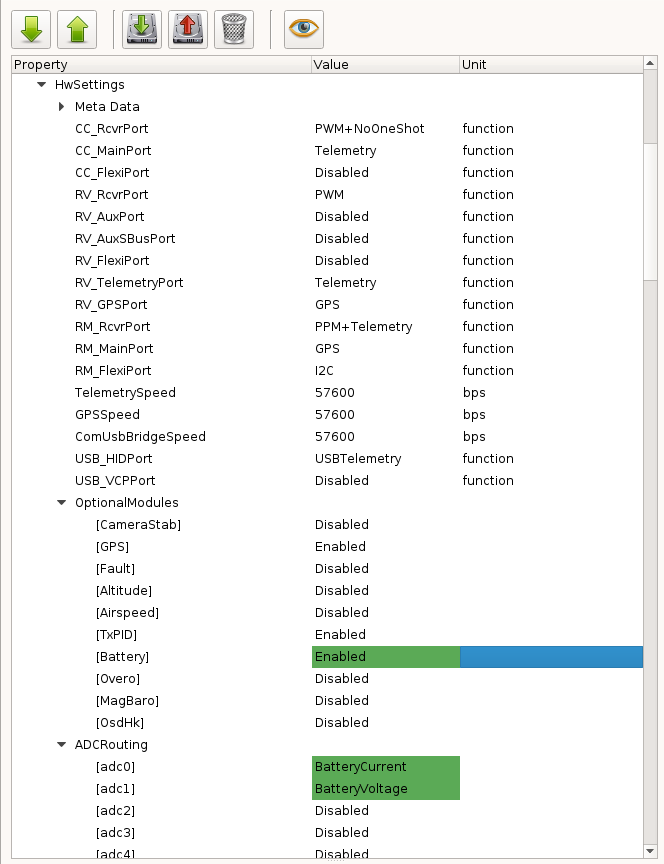 Property Value Unit
HwSettings
Meta Data
CC_RcvrPort PWM+NoOneShot function
CC_MainPort Telemetry function
CC_FlexiPort Disabled function
RV_RcvrPort PWM function
RV_AuxPort Disabled function
RV_AuxSBusPort Disabled function
RV_FlexiPort Disabled function
RV_TelemetryPort Telemetry function
RV_GPSPort GPS function
RM_RcvrPort PPM+Telemetry function
RM_MainPort GPS function
RM_FlexiPort I2C function
TelemetrySpeed 57600 bps
GPSSpeed 57600 bps
ComUsbBridgeSpeed 57600 bps
USB_HIDPort USBTelemetry function
USB_VCPPort Disabled function
OptionalModules
[CameraStab] Disabled
[GPS] Enabled
[Fault] Disabled
[Altitude] Disabled
[Airspeed] Disabled
[TxPID] Enabled
[Battery] Enabled
[Overo] Disabled
[MagBaro] Disabled
[OsdHk] Disabled
ADCRouting
[adc0] BatteryCurrent
[adc1] BatteryVoltage
[adc2] Disabled
[adc3] Disabled
[adc4] Disabled